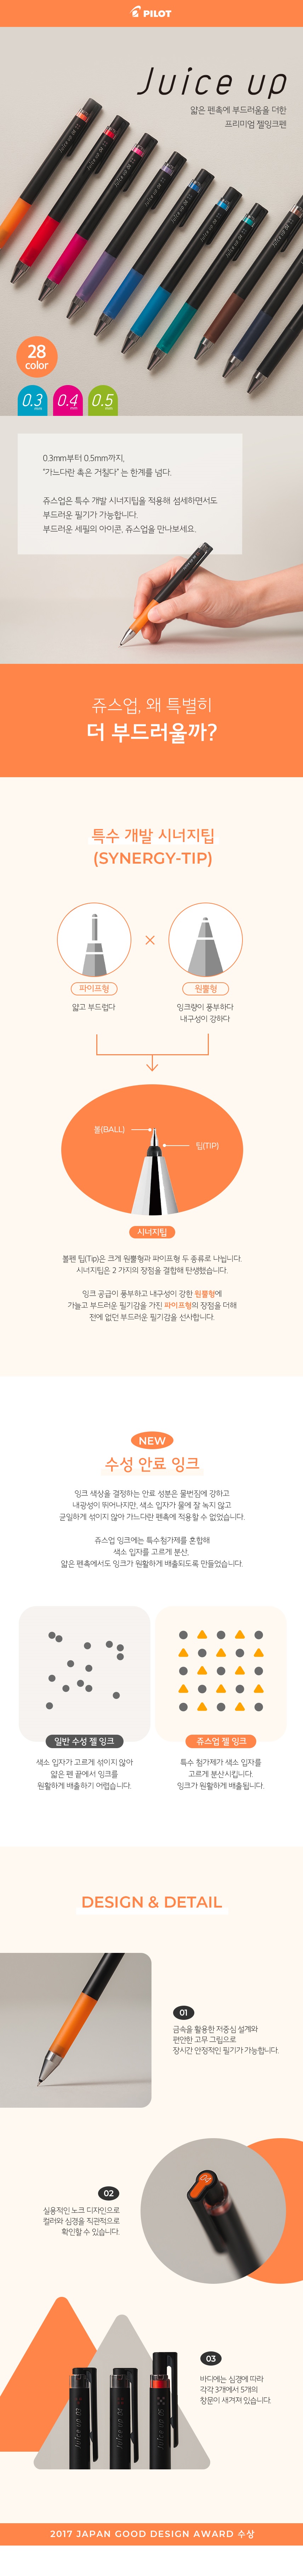 PILOT
Juice up
얇은 펜촉에 부드러움을 더한
프리미엄 젤잉크펜
28
color
0.3
mm
0.4
mm
0.5
mm
0.3mm부터 0.5mm까지,
"가느다란 촉은 거칠다" 는 한계를 넘다.
쥬스업은 특수 개발 시너지팁을 적용해 섬세하면서도
부드러운 필기가 가능합니다.
부드러운 세필의 아이콘, 쥬스업을 만나보세요.
쥬스업, 왜 특별히
더 부드러울까?
특수 개발 시너지팁
(SYNERGY-TIP)
파이프형
얇고 부드럽다
원뿔형
잉크량이 풍부하다
내구성이 강하다
볼(BALL)
팁(TIP)
시너지팁
볼펜 팁(Tip)은 크게 원뿔형과 파이프형 두 종류로 나뉩니다.
시너지팁은 2 가지의 장점을 결합해 탄생했습니다.
잉크 공급이 풍부하고 내구성이 강한 원뿔형에
가늘고 부드러운 필기감을 가진 파이프형의 장점을 더해
전에 없던 부드러운 필기감을 선사합니다.
NEW
수성 안료 잉크
잉크 색상을 결정하는 안료 성분은 물번짐에 강하고
내광성이 뛰어나지만, 색소 입자가 물에 잘 녹지 않고
균일하게 섞이지 않아 가느다란 펜촉에 적용할 수 없었습니다.
쥬스업 잉크에는 특수첨가제를 혼합해
색소 입자를 고르게 분산,
얇은 펜촉에서도 잉크가 원활하게 배출되도록 만들었습니다.
일반 수성 젤 잉크
색소 입자가 고르게 섞이지 않아
얇은 펜 끝에서 잉크를
원활하게 배출하기 어렵습니다.
쥬스업 젤 잉크
특수 첨가제가 색소 입자를
고르게 분산시킵니다.
잉크가 원활하게 배출됩니다.
DESIGN & DETAIL
01
금속을 활용한 저중심 설계와
편안한 고무 그립으로
장시간 안정적인 필기가 가능합니다.
02
실용적인 노크 디자인으로
컬러와 심경을 직관적으로
확인할 수 있습니다.
03
바디에는 심경에 따라
각각 3개에서 5개의
창문이 새겨져 있습니다.
Juice up 03
Juice up 04
Juice up 05
2017 JAPAN GOOD DESIGN AWARD 수상